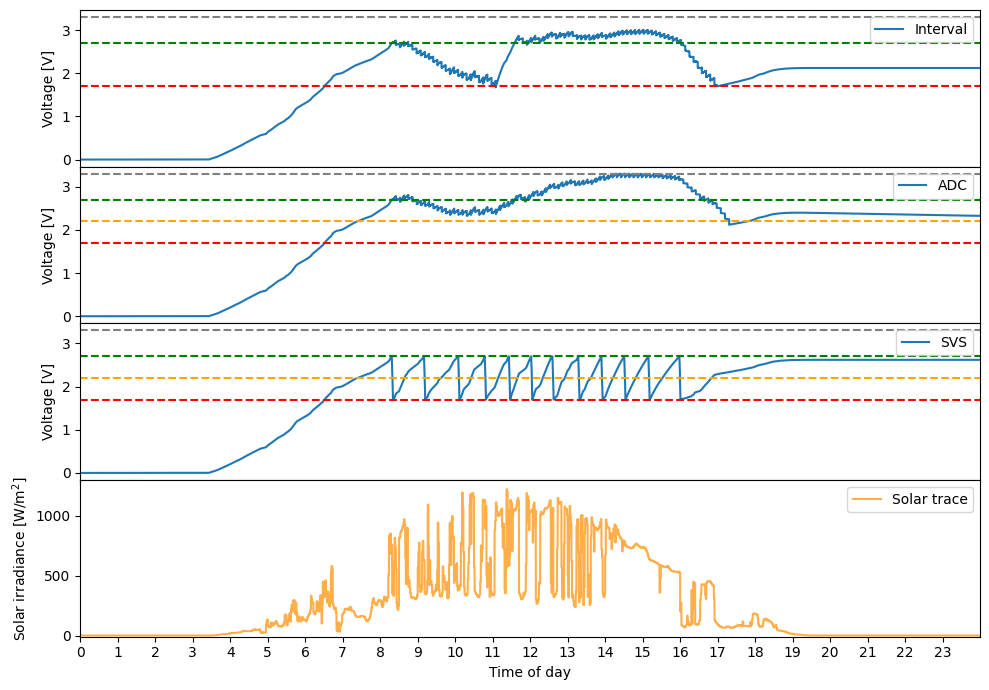 Voltage [V]
3
2
1
0
Interval
Voltage [V]
3
2
1
0
ADC
Voltage [V]
3
2
1
0
SVS
Solar irradiance [W/m²]
1000
500
0
Solar trace
0 1 2 3 4 5 6 7 8 9 10 11 12 13 14 15 16 17 18 19 20 21 22 23
Time of day